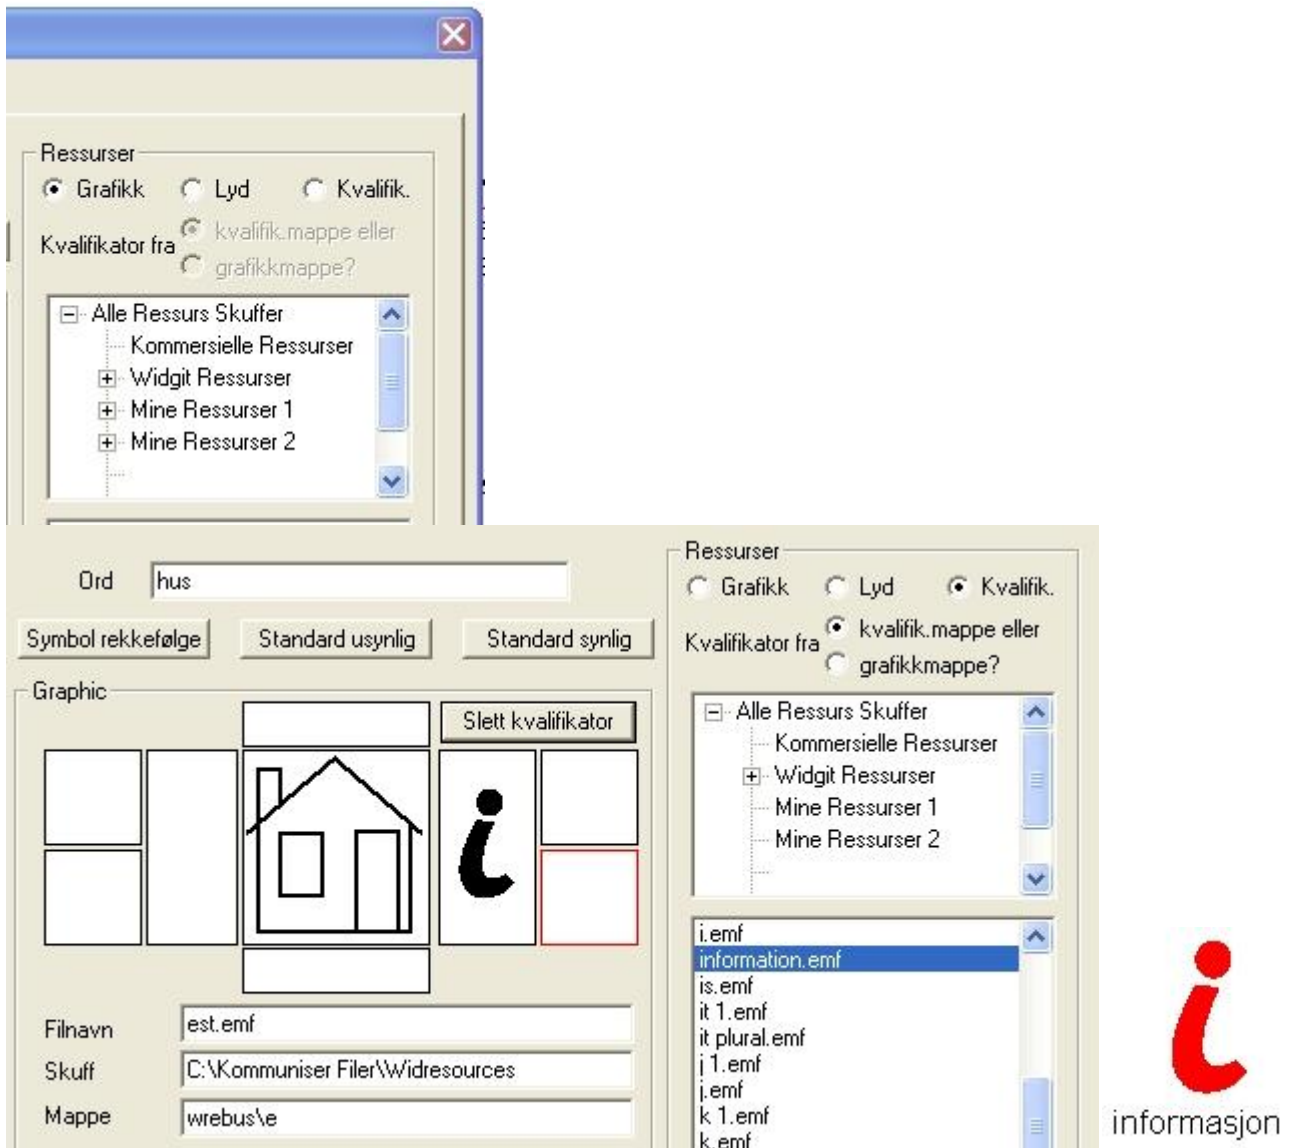 Ressurser
Grafikk Lyd Kvalifik.
Kvalifikator fra kvalifik.mappe eller
grafikkmappe?
Alle Ressurs Skuffer
Kommersielle Ressurser
Widgit Ressurser
Mine Ressurser 1
Mine Ressurser 2
Ord hus
Symbol rekkefølge Standard usynlig Standard synlig
Graphic
Slett kvalifikator
Filnavn est.emf
Skuff C:\Kommuniser Filer\Widresources
Mappe wrebus\e
Ressurser
Grafikk Lyd Kvalifik.
Kvalifikator fra kvalifik.mappe eller
grafikkmappe?
Alle Ressurs Skuffer
Kommersielle Ressurser
Widgit Ressurser
Mine Ressurser 1
Mine Ressurser 2
i.emf
information.emf
is.emf
it 1.emf
it plural.emf
j 1.emf
j.emf
k 1.emf
k.emf
informasjon